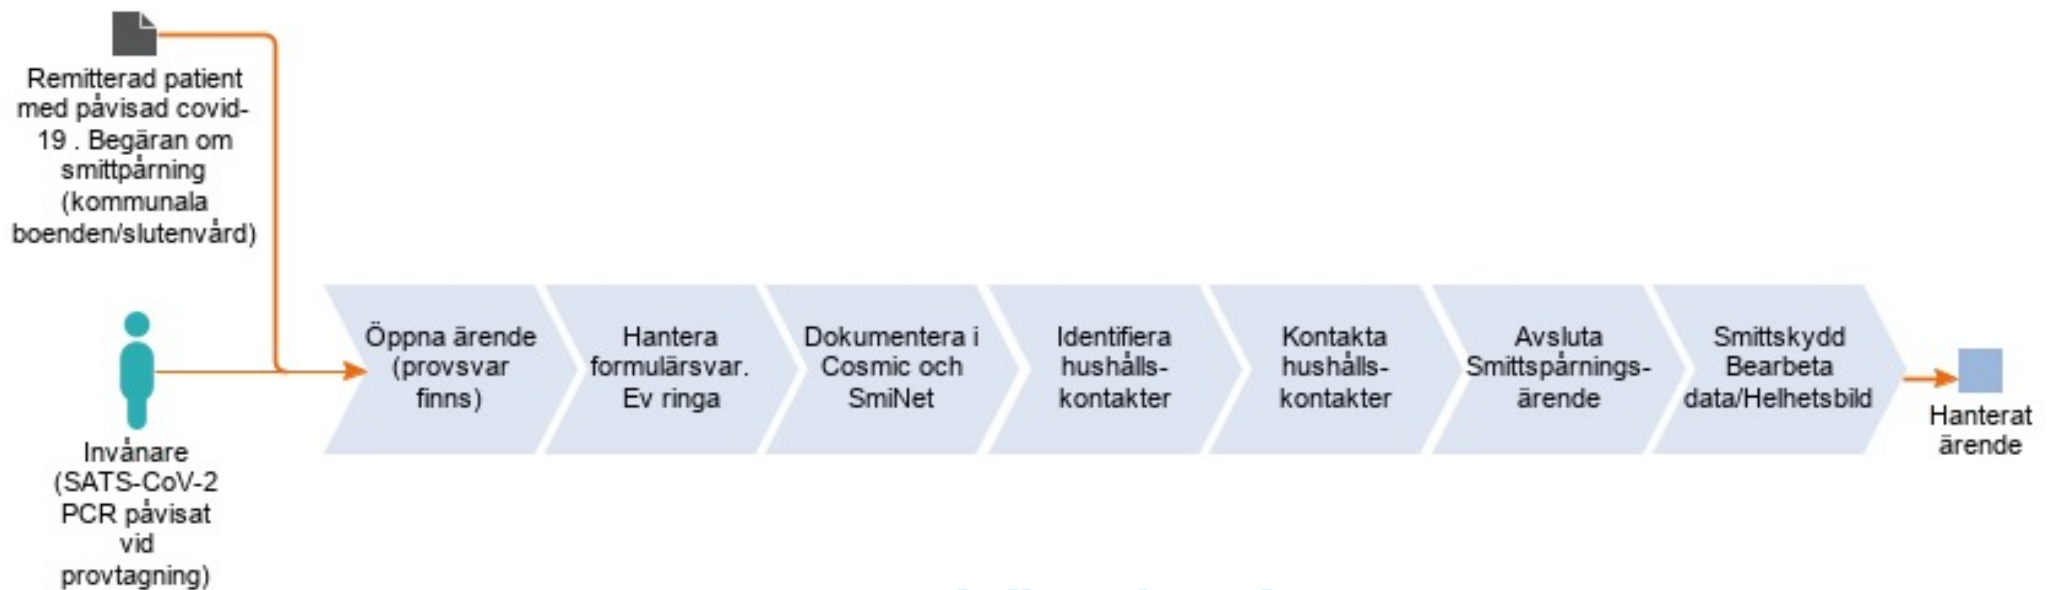 Remitterad patient
med påvisad covid-
19 . Begäran om
smittpårning
(kommunala
boenden/slutenvård)
Invånare
(SATS-CoV-2
PCR påvisat
vid
provtagning)
Öppna ärende
(provsvar
finns)
Hantera
formulärsvar.
Ev ringa
Dokumentera i
Cosmic och
SmiNet
Identifiera
hushålls-
kontakter
Kontakta
hushålls-
kontakter
Avsluta
Smittspårnings-
ärende
Smittskydd
Bearbeta
data/Helhetsbild
Hanterat
ärende